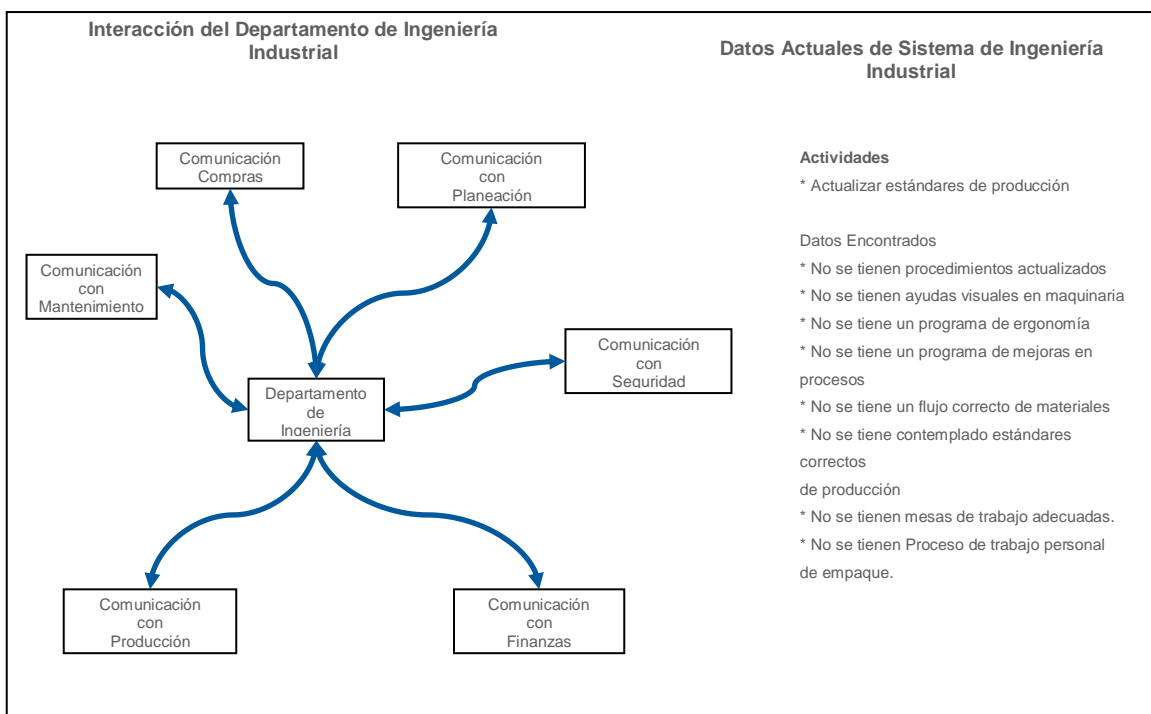 Interacción del Departamento de Ingeniería
Industrial
Datos Actuales de Sistema de Ingeniería
Industrial
Comunicación
Compras
Comunicación
con
Planeación
Comunicación
con
Mantenimiento
Comunicación
con
Seguridad
Departamento
de
Ingeniería
Comunicación
con
Producción
Comunicación
con
Finanzas
Actividades
* Actualizar estándares de producción
Datos Encontrados
* No se tienen procedimientos actualizados
* No se tienen ayudas visuales en maquinaria
* No se tiene un programa de ergonomía
* No se tiene un programa de mejoras en
procesos
* No se tiene un flujo correcto de materiales
* No se tiene contemplado estándares
correctos
de producción
* No se tienen mesas de trabajo adecuadas.
* No se tienen Proceso de trabajo personal
de empaque.